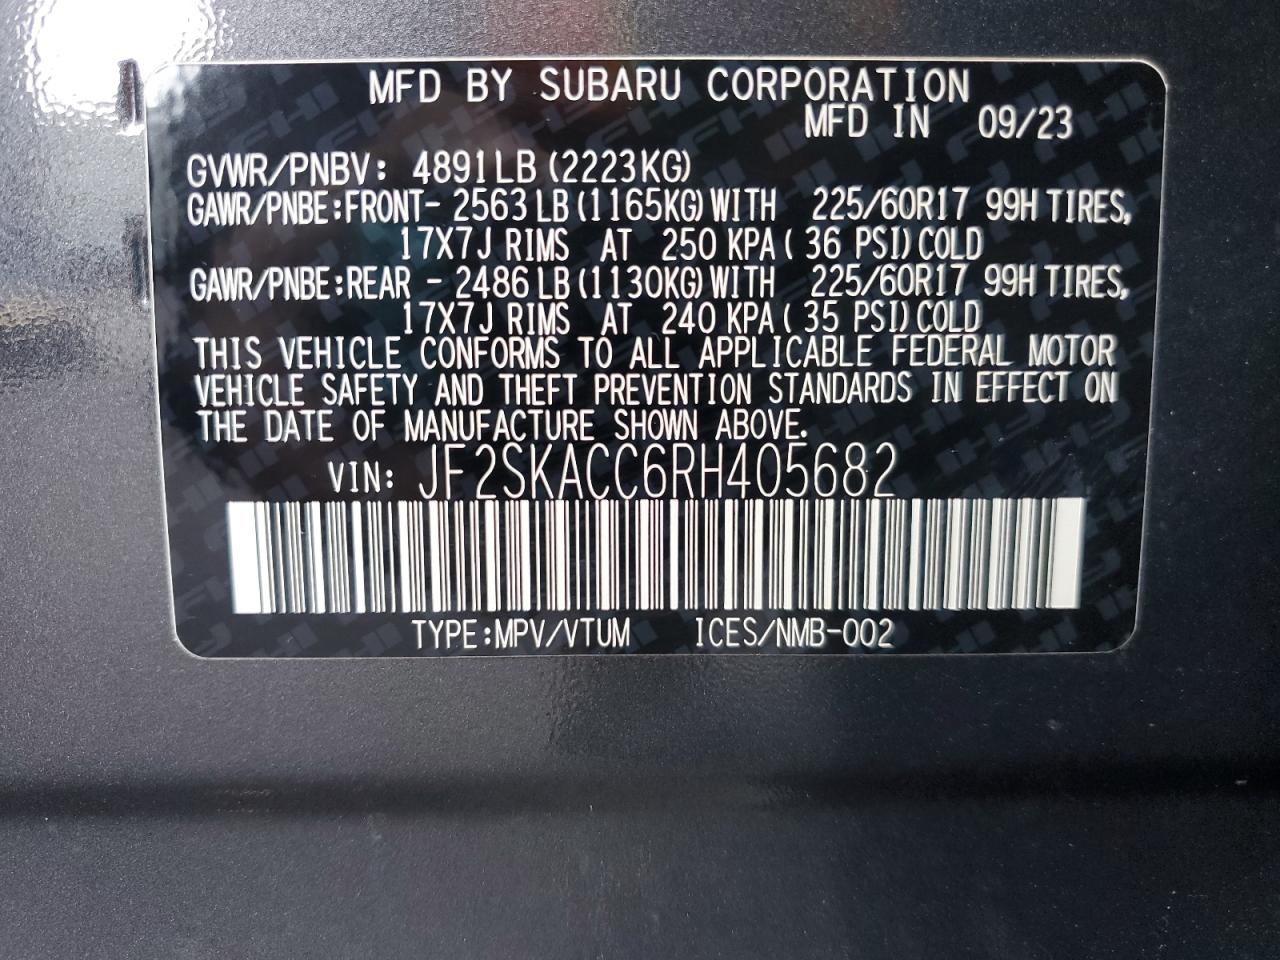 MFD BY SUBARU CORPORATION
MFD IN 09/23
GVWR/PNBV: 4891LB (2223KG)
GAWR/PNBE:FRONT- 2563 LB (1165KG) WITH 225/60R17 99H TIRES,
17X7J RIMS AT 250 KPA ( 36 PSI) COLD
GAWR/PNBE:REAR - 2486 LB (1130KG) WITH 225/60R17 99H TIRES,
17X7J RIMS AT 240 KPA ( 35 PSI) COLD
THIS VEHICLE CONFORMS TO ALL APPLICABLE FEDERAL MOTOR
VEHICLE SAFETY AND THEFT PREVENTION STANDARDS IN EFFECT ON
THE DATE OF MANUFACTURE SHOWN ABOVE.
VIN: JF2SKACC6RH405682
TYPE:MPV/VTUM ICES/NMB-002